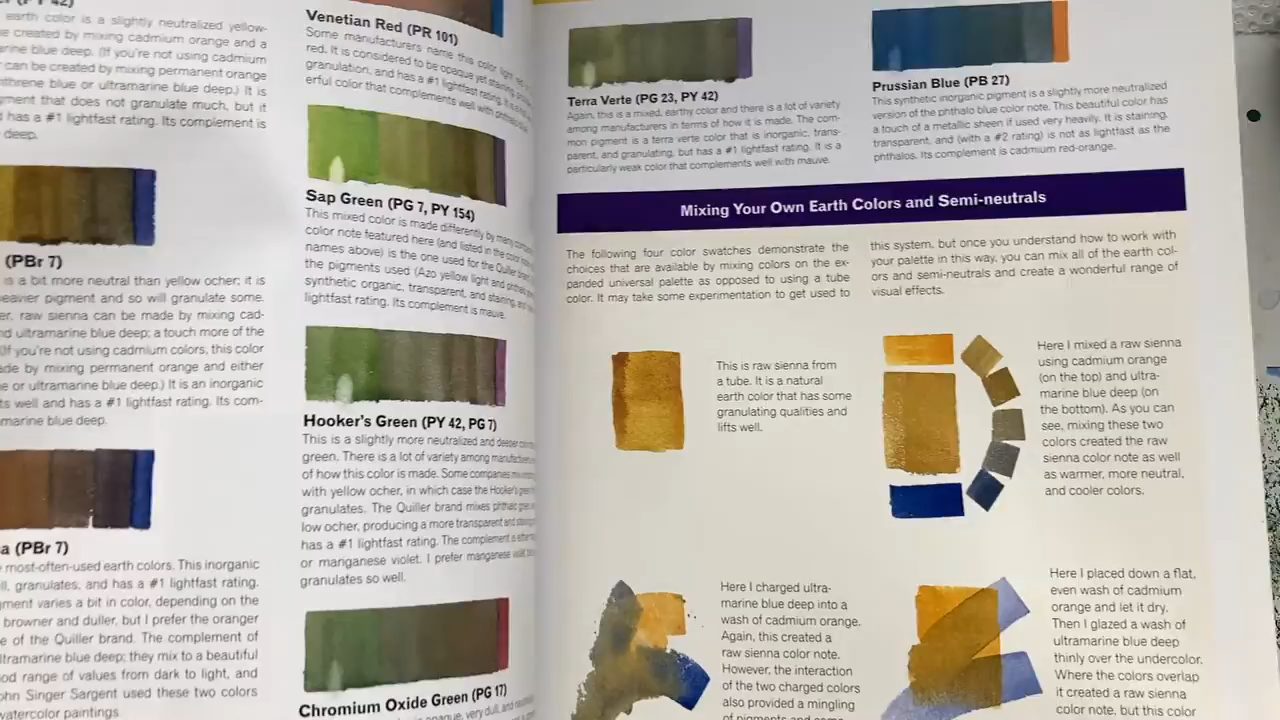 earth color is a slightly neutralized yellow-
e created by mixing cadmium orange and a
arine blue deep. (If you're not using cadmium
can be created by mixing permanent orange
nthrene blue or ultramarine blue deep.) It is
gment that does not granulate much, but it
has a #1 lightfast rating. Its complement is
deep.
(PBr 7)
is a bit more neutral than yellow ocher; it is
eavier pigment and so will granulate some.
er, raw sienna can be made by mixing cad-
nd ultramarine blue deep; a touch more of the
If you're not using cadmium colors, this color
ade by mixing permanent orange and either
e or ultramarine blue deep.) It is an inorganic
ts well and has a #1 lightfast rating. Its com-
marine blue deep.
a (PBr 7)
most-often-used earth colors. This inorganic
ll, granulates, and has a #1 lightfast rating.
gment varies a bit in color, depending on the
browner and duller, but I prefer the oranger
e of the Quiller brand. The complement of
ltramarine blue deep; they mix to a beautiful
od range of values from dark to light, and
ohn Singer Sargent used these two colors
watercolor paintings.
Venetian Red (PR 101)
Some manufacturers name this color light
red. It is considered to be opaque yet staining
granulation, and has a #1 lightfast rating. It is a
erful color that complements well with phthalo
Sap Green (PG 7, PY 154)
This mixed color is made differently by many
color note featured here (and listed in the color
names above) is the one used for the Quiller
the pigments used (Azo yellow light and
synthetic organic, transparent, and staining
lightfast rating. Its complement is mauve.
Hooker's Green (PY 42, PG 7)
This is a slightly more neutralized and deeper
green. There is a lot of variety among
of how this color is made. Some companies
with yellow ocher, in which case the Hooker's
granulates. The Quiller brand mixes phthalo
low ocher, producing a more transparent and
has a #1 lightfast rating. The complement is
or manganese violet. I prefer manganese
granulates so well.
Chromium Oxide Green (PG 17)
opaque, very dull, and
Terra Verte (PG 23, PY 42)
Again, this is a mixed, earthy color and there is a lot of variety
among manufacturers in terms of how it is made. The com-
mon pigment is a terra verte color that is inorganic, trans-
parent, and granulating, but has a #1 lightfast rating. It is a
particularly weak color that complements well with mauve.
Prussian Blue (PB 27)
This synthetic inorganic pigment is a slightly more neutralized
version of the phthalo blue color note. This beautiful color has
a touch of a metallic sheen if used very heavily. It is staining,
transparent, and (with a #2 rating) is not as lightfast as the
phthalos. Its complement is cadmium red-orange.
Mixing Your Own Earth Colors and Semi-neutrals
The following four color swatches demonstrate the
choices that are available by mixing colors on the ex-
panded universal palette as opposed to using a tube
color. It may take some experimentation to get used to
this system, but once you understand how to work with
your palette in this way, you can mix all of the earth col-
ors and semi-neutrals and create a wonderful range of
visual effects.
This is raw sienna from
a tube. It is a natural
earth color that has some
granulating qualities and
lifts well.
Here I mixed a raw sienna
using cadmium orange
(on the top) and ultra-
marine blue deep (on
the bottom). As you can
see, mixing these two
colors created the raw
sienna color note as well
as warmer, more neutral,
and cooler colors.
Here I charged ultra-
marine blue deep into a
wash of cadmium orange.
Again, this created a
raw sienna color note.
However, the interaction
of the two charged colors
also provided a mingling
of pigments and some
Here I placed down a flat,
even wash of cadmium
orange and let it dry.
Then I glazed a wash of
ultramarine blue deep
thinly over the undercolor.
Where the colors overlap
it created a raw sienna
color note, but this color